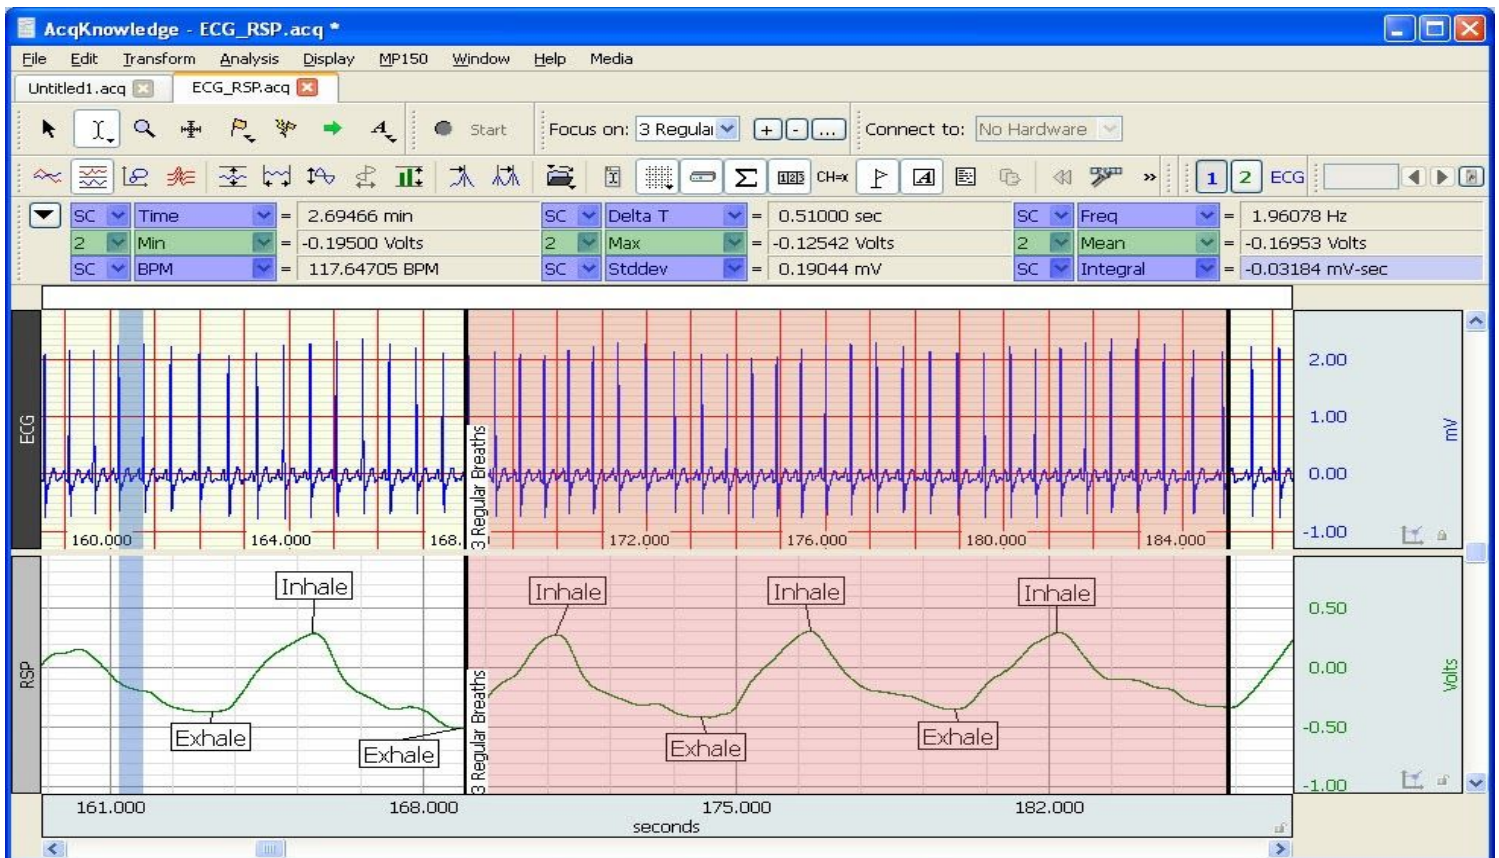 AcqKnowledge - ECG_RSP.acq *
File Edit Transform Analysis Display MP150 Window Help Media
Untitled1.acq ECG_RSP.acq
Start Focus on: 3 Regular + - ... Connect to: No Hardware
CH=x » 1 2 ECG
SC Time = 2.69466 min SC Delta T = 0.51000 sec SC Freq = 1.96078 Hz
2 Min = -0.19500 Volts 2 Max = -0.12542 Volts 2 Mean = -0.16953 Volts
SC BPM = 117.64705 BPM SC Stddev = 0.19044 mV SC Integral = -0.03184 mV-sec
ECG
3 Regular Breaths
2.00
1.00
0.00
-1.00
mV
160.000 164.000 168. 172.000 176.000 180.000 184.000
RSP
3 Regular Breaths
Inhale Inhale Inhale Inhale
Exhale Exhale Exhale Exhale
0.50
0.00
-0.50
-1.00
Volts
161.000 168.000 175.000 182.000
seconds